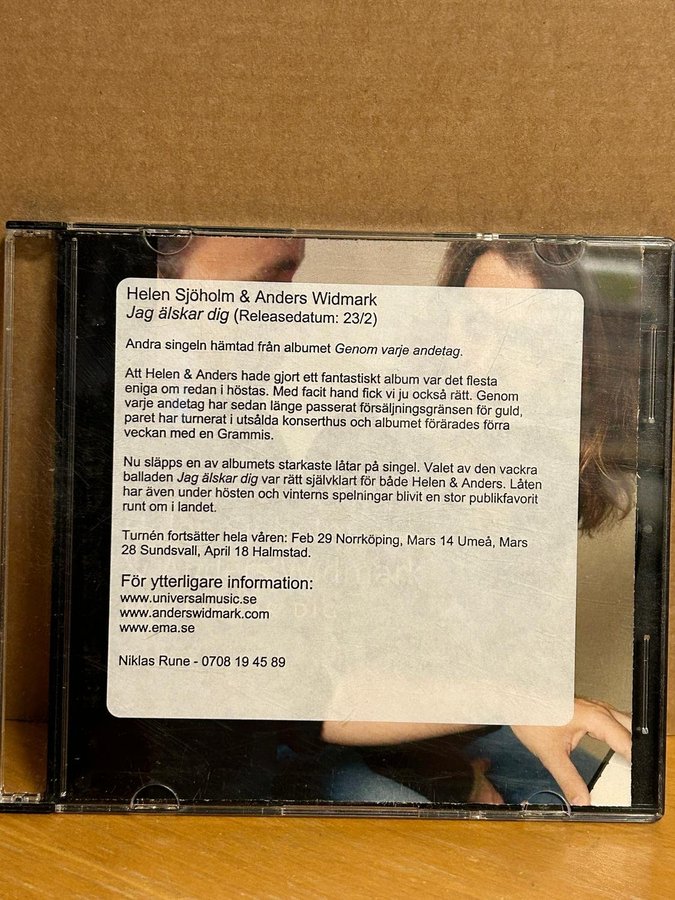 Helen Sjöholm & Anders Widmark
Jag älskar dig (Releasedatum: 23/2)
Andra singeln hämtad från albumet Genom varje andetag.
Att Helen & Anders hade gjort ett fantastiskt album var det flesta
eniga om redan i höstas. Med facit hand fick vi ju också rätt. Genom
varje andetag har sedan länge passerat försäljningsgränsen för guld,
paret har turnerat i utsålda konserthus och albumet förärades förra
veckan med en Grammis.
Nu släpps en av albumets starkaste låtar på singel. Valet av den vackra
balladen Jag älskar dig var rätt självklart för både Helen & Anders. Låten
har även under hösten och vinterns spelningar blivit en stor publikfavorit
runt om i landet.
Turnén fortsätter hela våren: Feb 29 Norrköping, Mars 14 Umeå, Mars
28 Sundsvall, April 18 Halmstad.
För ytterligare information:
www.universalmusic.se
www.anderswidmark.com
www.ema.se
Niklas Rune - 0708 19 45 89